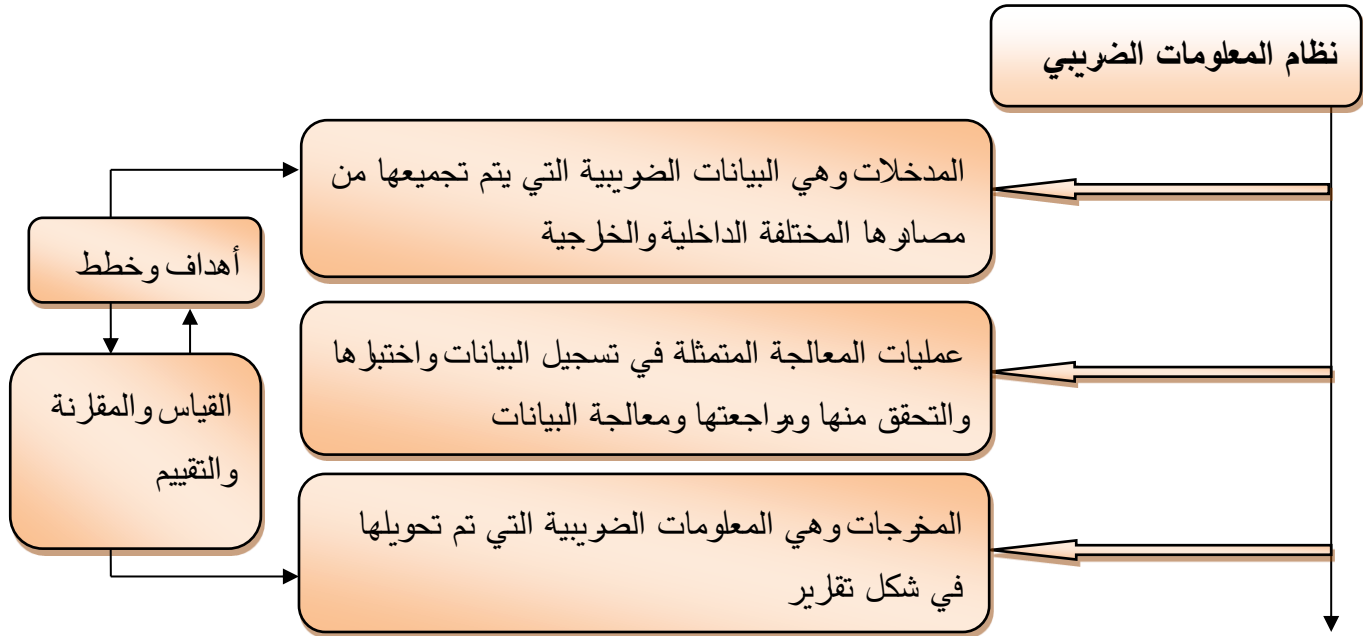 نظام المعلومات الضريبي
المدخلات وهي البيانات الضريبية التي يتم تجميعها من
مصادرها المختلفة الداخلية والخارجية
أهداف وخطط
عمليات المعالجة المتمثلة في تسجيل البيانات واختبارها
والتحقق منها ومراجعتها ومعالجة البيانات
القياس والمقارنة
والتقييم
المخرجات وهي المعلومات الضريبية التي تم تحويلها
في شكل تقارير